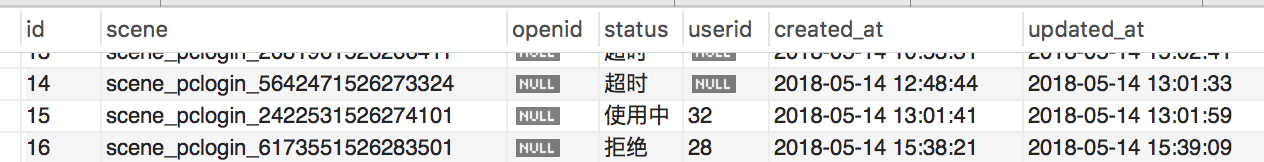 id scene openid status userid created_at updated_at
14 scene_pclogin_5642471526273324 NULL 超时 NULL 2018-05-14 12:48:44 2018-05-14 13:01:33
15 scene_pclogin_2422531526274101 NULL 使用中 32 2018-05-14 13:01:41 2018-05-14 13:01:59
16 scene_pclogin_6173551526283501 NULL 拒绝 28 2018-05-14 15:38:21 2018-05-14 15:39:09